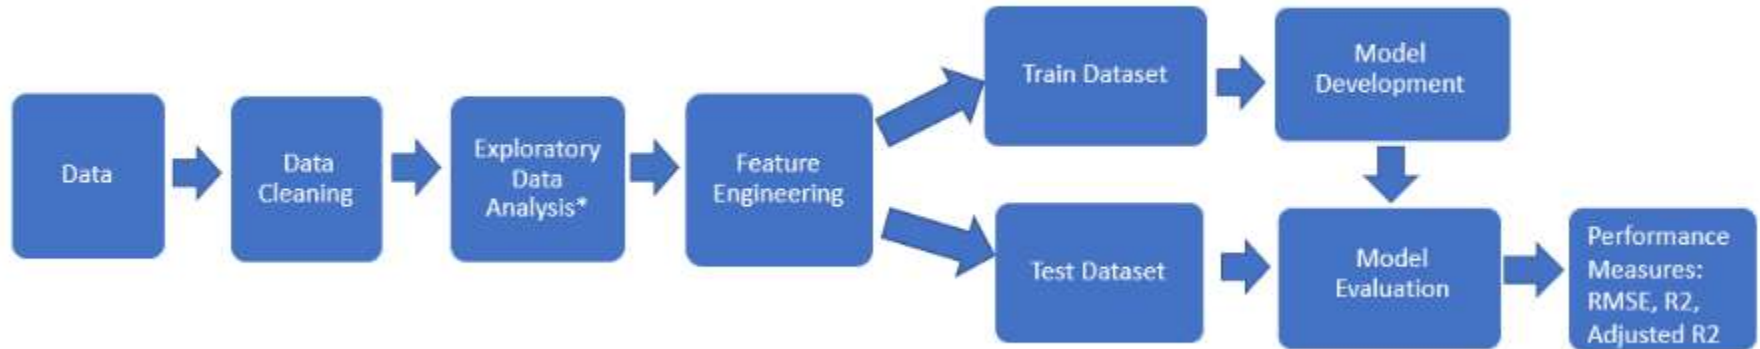 Data
Data
Cleaning
Exploratory
Data
Analysis*
Feature
Engineering
Train Dataset
Model
Development
Test Dataset
Model
Evaluation
Performance
Measures:
RMSE, R2,
Adjusted R2